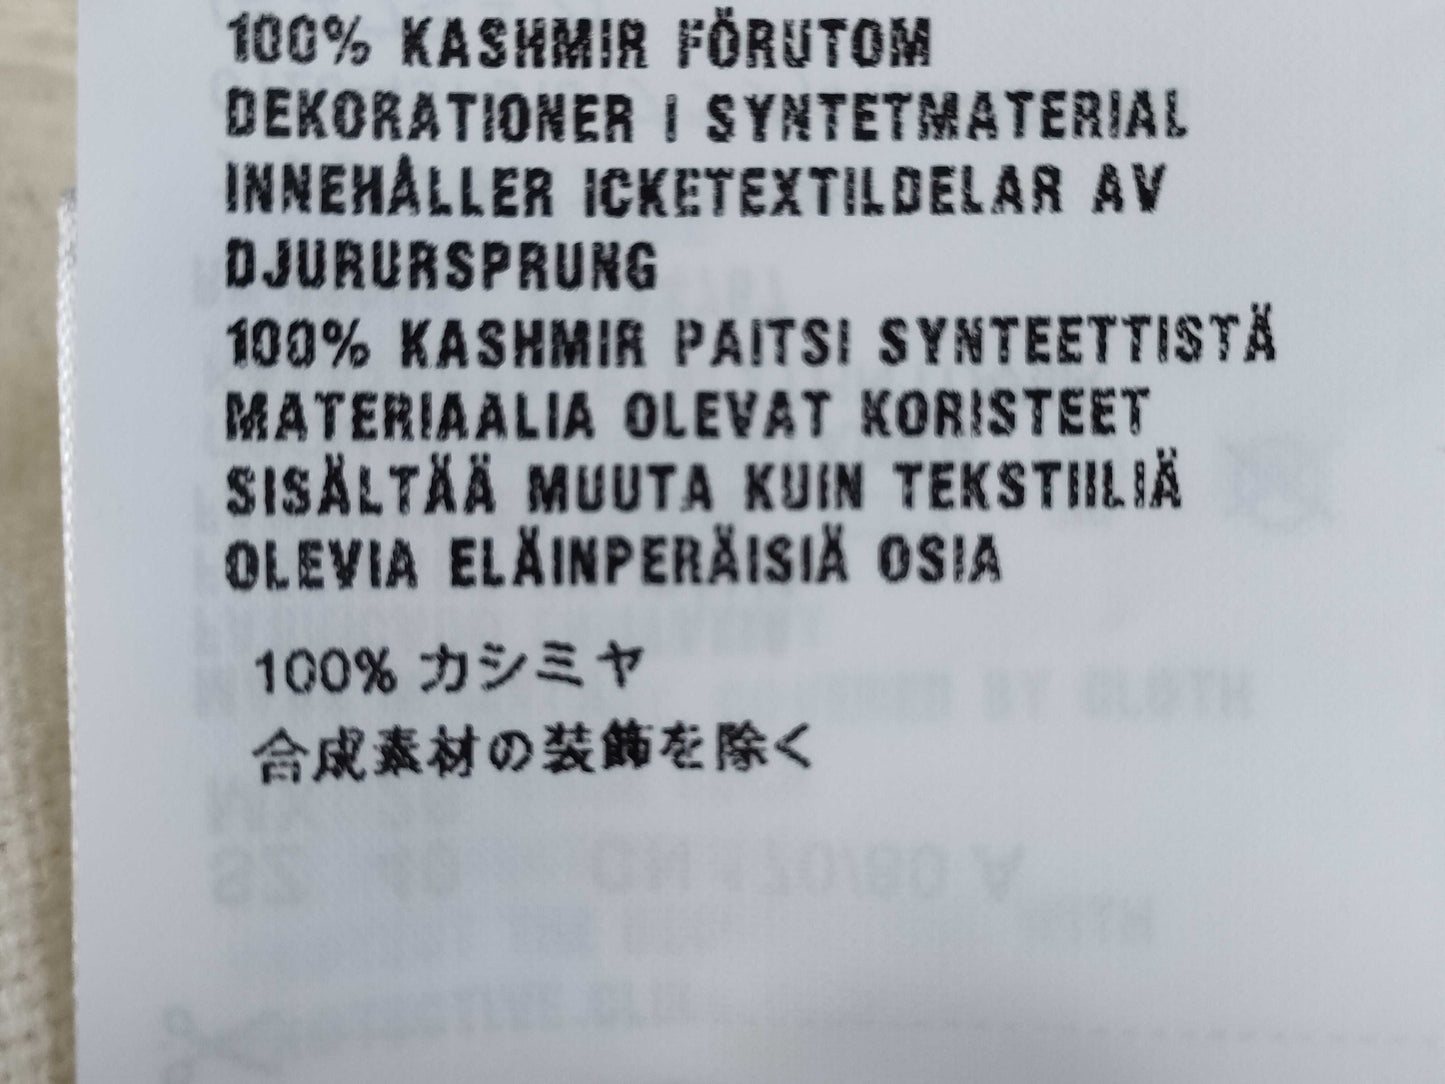 100% KASHMIR FÖRUTOM
DEKORATIONER I SYNTETMATERIAL
INNEHÅLLER ICKETEXTILDELAR AV
DJURURSPRUNG
100% KASHMIR PAITSI SYNTEETTISTÄ
MATERIAALIA OLEVAT KORISTEET
SISÄLTÄÄ MUUTA KUIN TEKSTIILIÄ
OLEVIA ELÄINPERÄISIÄ OSIA
100% カシミヤ
合成素材の装飾を除く